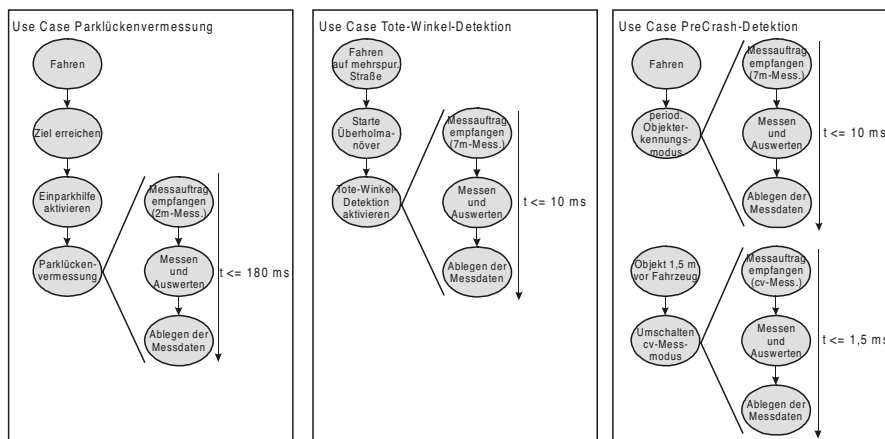 Use Case Parklückenvermessung
Fahren
Ziel erreichen
Einparkhilfe
aktivieren
Parklücken-
vermessung
Messauftrag
empfangen
(2m-Mess.)
Messen
und
Auswerten
Ablegen der
Messdaten
t <= 180 ms
Use Case Tote-Winkel-Detektion
Fahren
auf mehrspur.
Straße
Starte
Überholma-
növer
Tote-Winkel-
Detektion
aktivieren
Messauftrag
empfangen
(7m-Mess.)
Messen
und
Auswerten
Ablegen der
Messdaten
t <= 10 ms
Use Case PreCrash-Detektion
Fahren
period.
Objekter-
kennungs-
modus
Messauftrag
empfangen
(7m-Mess.)
Messen
und
Auswerten
Ablegen der
Messdaten
t <= 10 ms
Objekt 1,5 m
vor Fahrzeug
Umschalten
cv-Mess-
modus
Messauftrag
empfangen
(cv-Mess.)
Messen
und
Auswerten
Ablegen der
Messdaten
t <= 1,5 ms